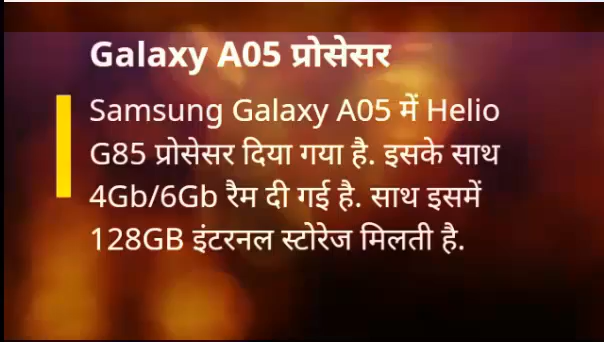 Galaxy A05 प्रोसेसर
Samsung Galaxy A05 में Helio
G85 प्रोसेसर दिया गया है. इसके साथ
4Gb/6Gb रैम दी गई है. साथ इसमें
128GB इंटरनल स्टोरेज मिलती है.